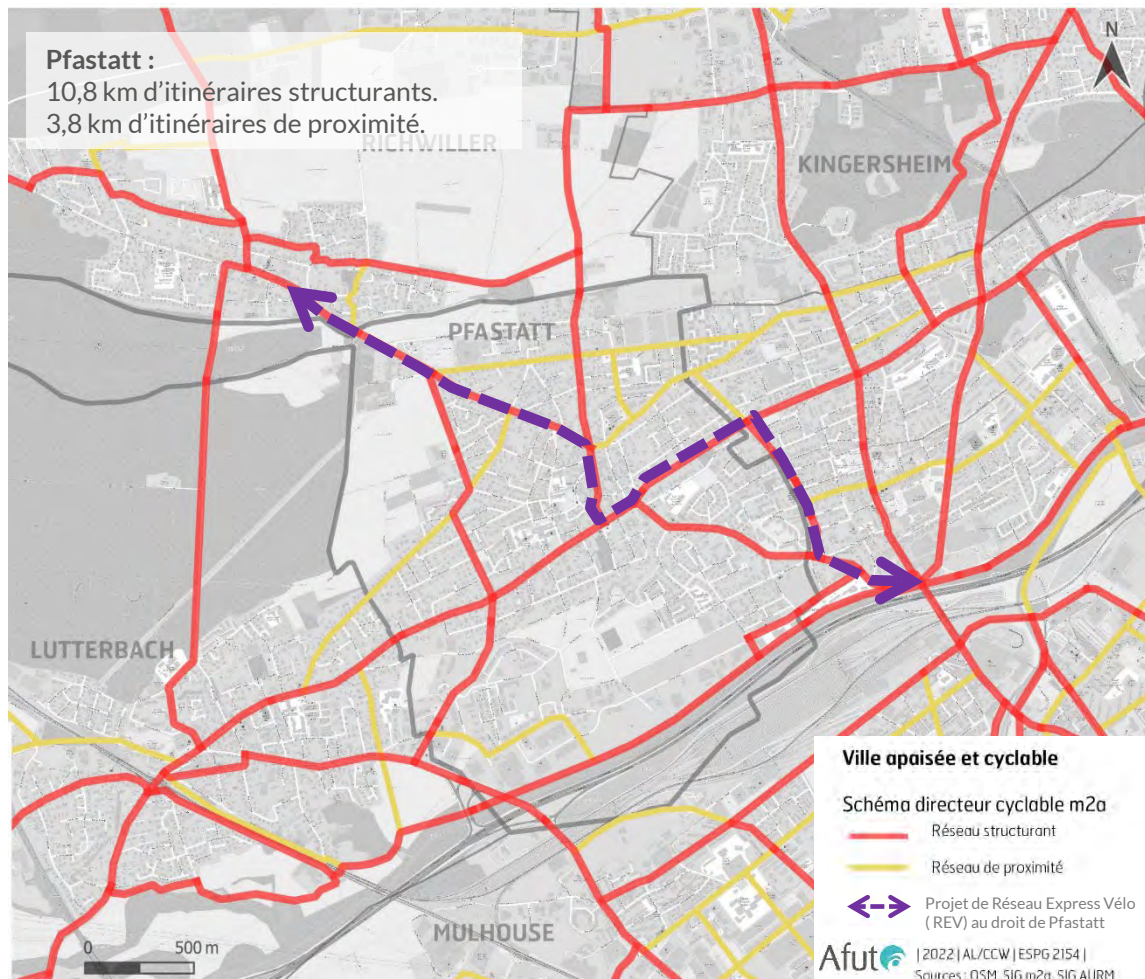 Pfastatt :
10,8 km d’itinéraires structurants.
3,8 km d’itinéraires de proximité.
N
RICHWILLER
KINGERSHEIM
PFASTATT
LUTTERBACH
MULHOUSE
0 500 m
Ville apaisée et cyclable
Schéma directeur cyclable m2a
Réseau structurant
Réseau de proximité
Projet de Réseau Express Vélo
(REV) au droit de Pfastatt
Afut
| 2022 | AL/CCW | ESPG 2154 |
Sources : OSM, SIG m2a, SIG AURM